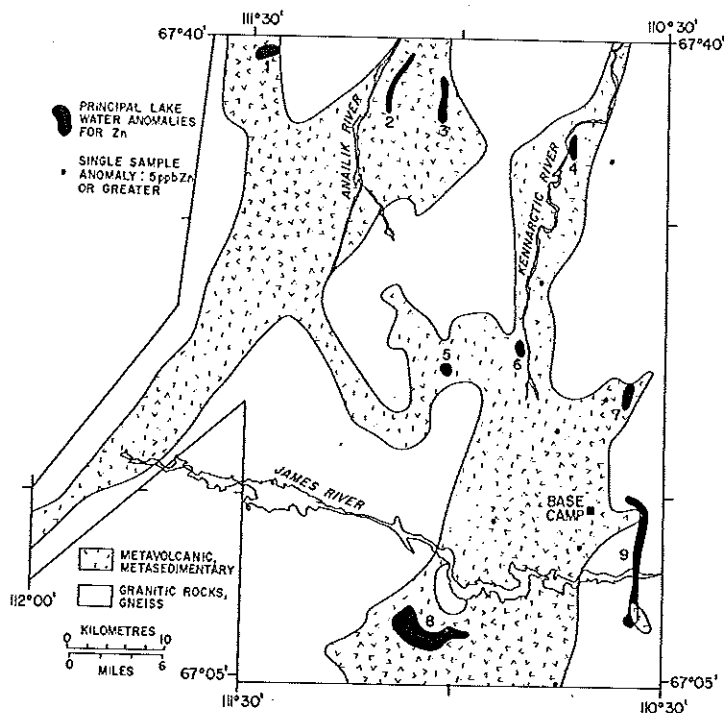 111°30'
110°30'
67°40'
67°40'
1
2
3
4
PRINCIPAL LAKE
WATER ANOMALIES
FOR Zn
SINGLE SAMPLE
ANOMALY: 5ppbZn
OR GREATER
ANAILIK RIVER
KENNARCTIC RIVER
5
6
7
JAMES RIVER
BASE
CAMP
9
METAVOLCANIC,
METASEDIMENTARY
GRANITIC ROCKS,
GNEISS
112°00'
8
KILOMETRES
0 10
0 6
MILES
67°05'
67°05'
111°30'
110°30'